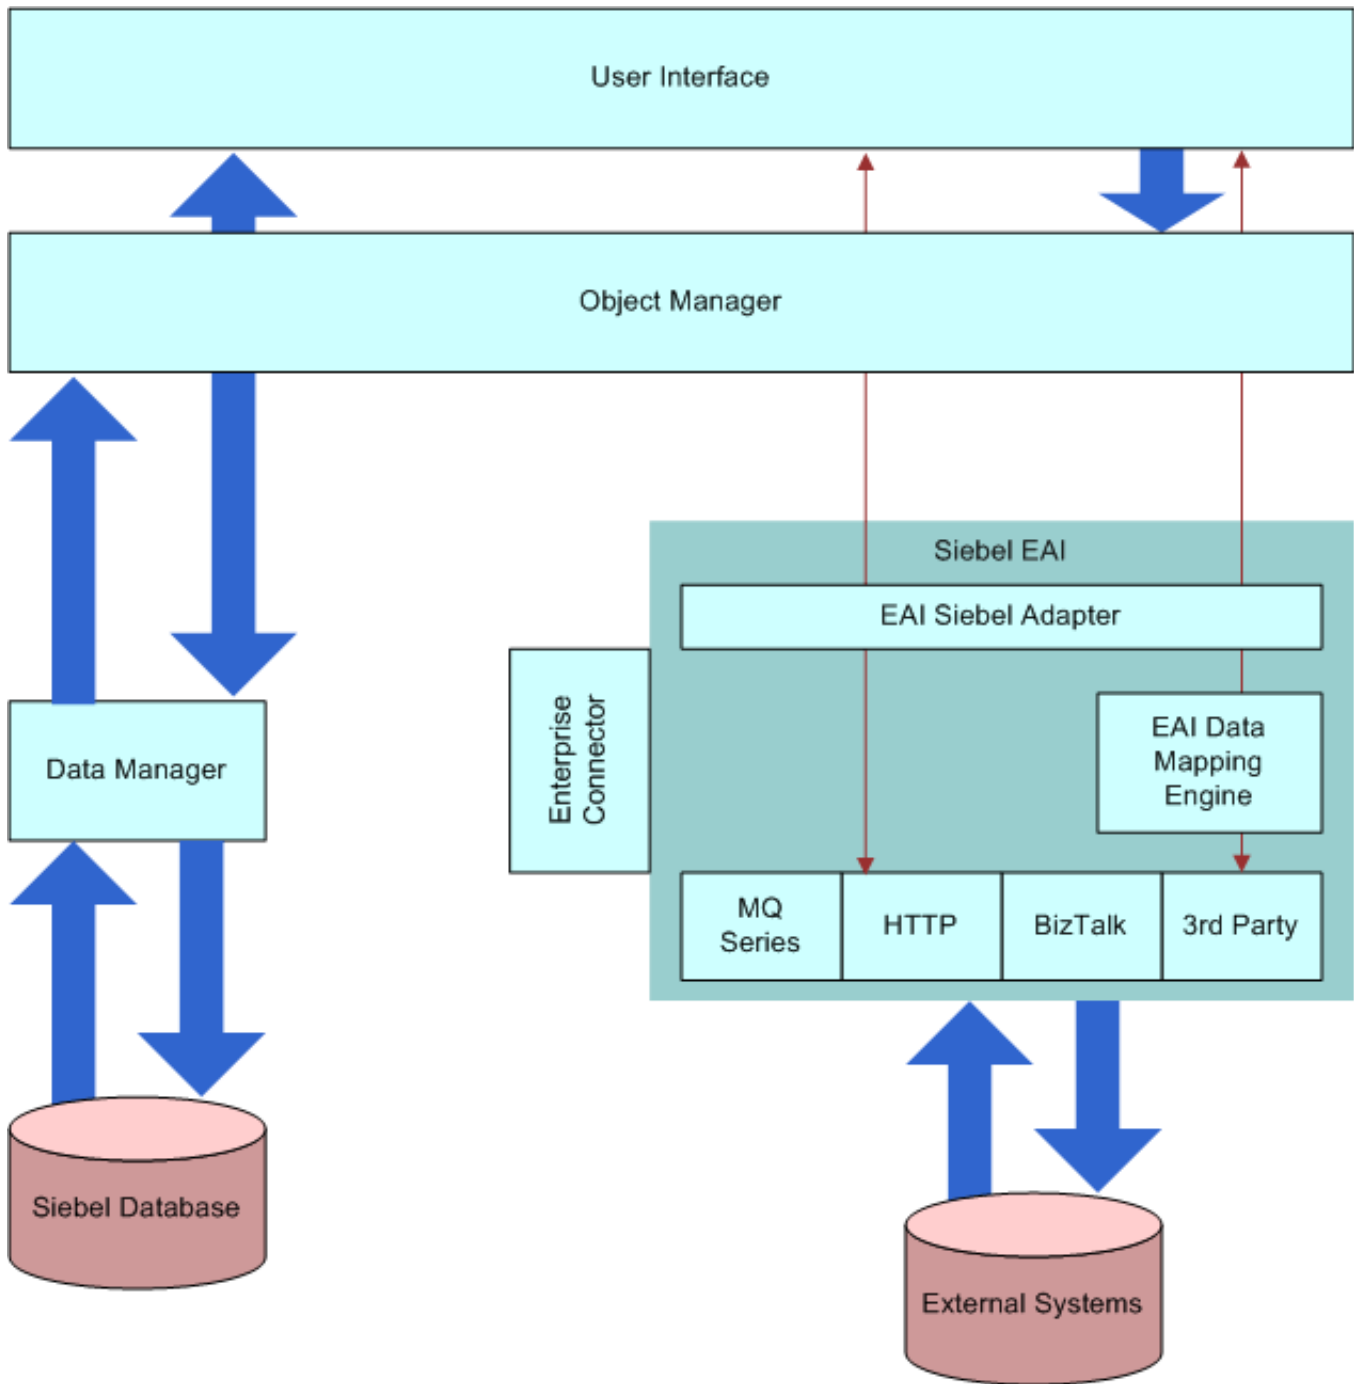 User Interface
Object Manager
Siebel EAI
EAI Siebel Adapter
Enterprise
Connector
EAI Data
Mapping
Engine
Data Manager
MQ
Series
HTTP
BizTalk
3rd Party
Siebel Database
External Systems